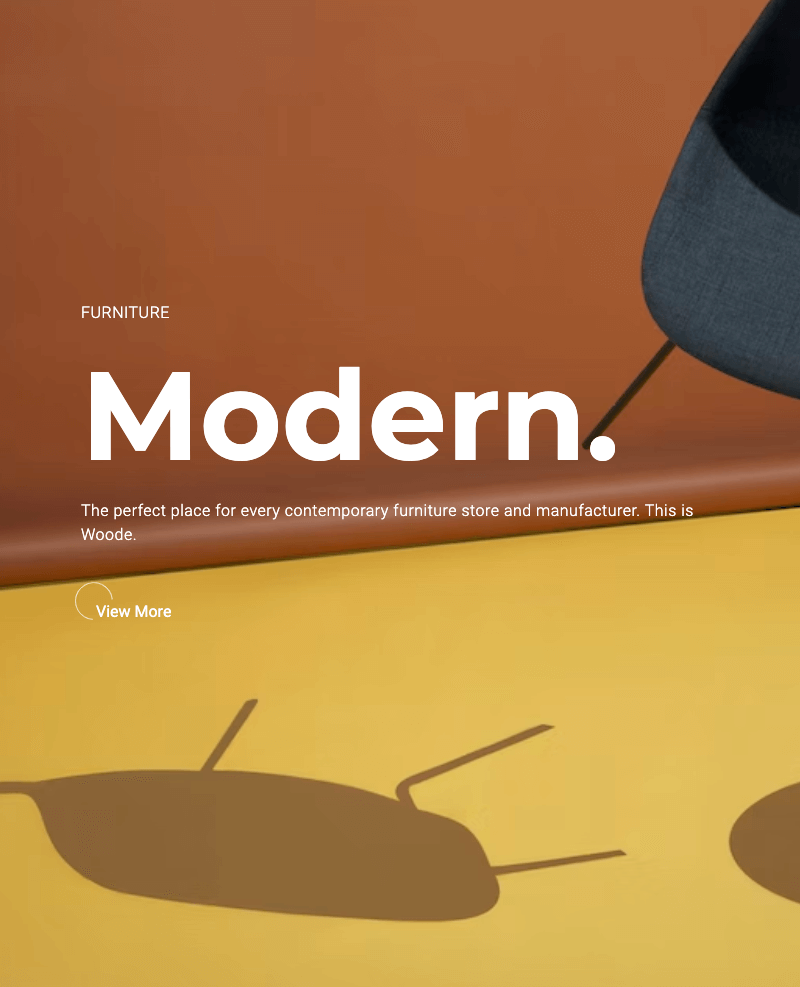 FURNITURE
Modern.
The perfect place for every contemporary furniture store and manufacturer. This is
Woode.
View More